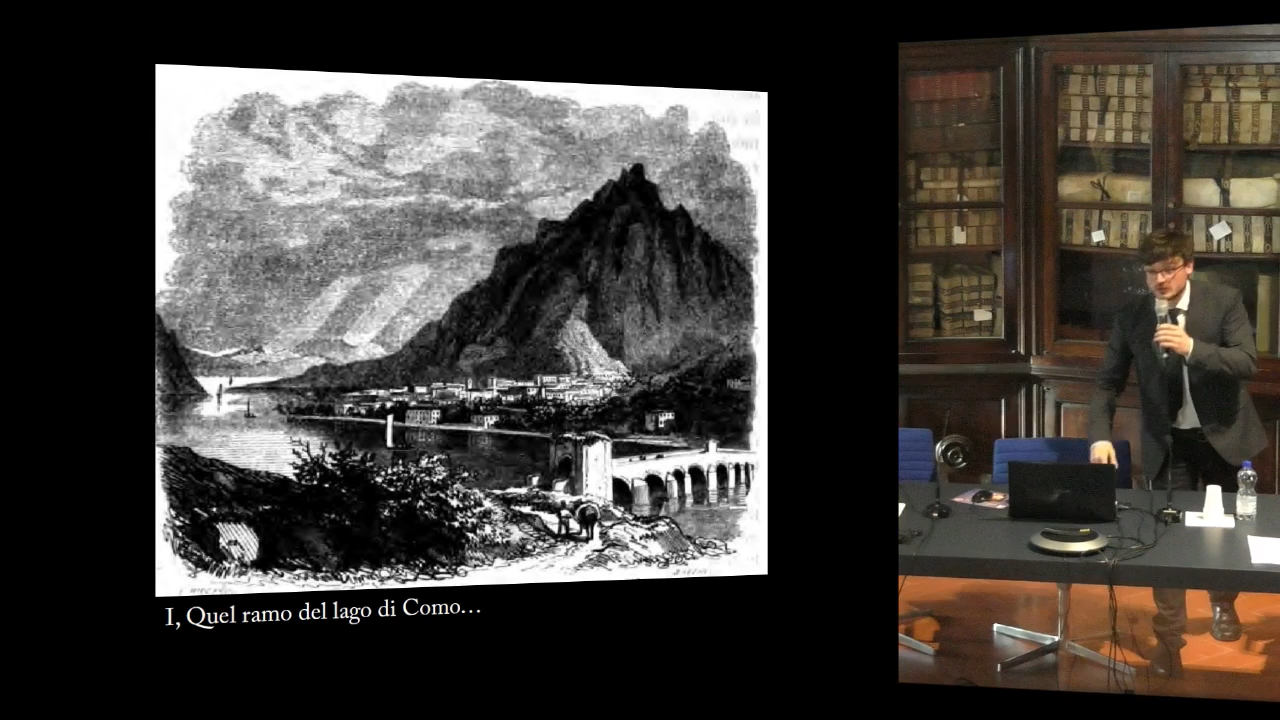 I, Quel ramo del lago di Como…